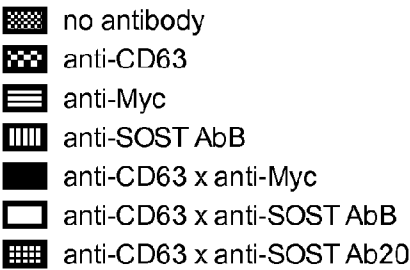 no antibody
anti-CD63
anti-Myc
anti-SOST AbB
anti-CD63 x anti-Myc
anti-CD63 x anti-SOST AbB
anti-CD63 x anti-SOST Ab20